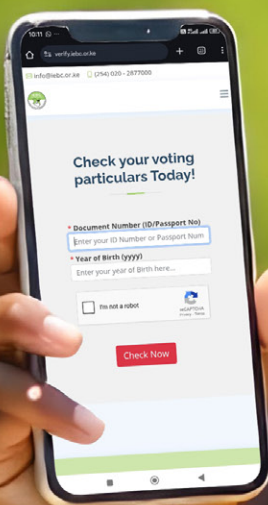 10:11
verify.iebc.or.ke
info@iebc.or.ke (254) 020 - 2877000
Check your voting
particulars Today!
* Document Number (ID/Passport No)
Enter your ID Number or Passport Num
* Year of Birth (yyyy)
Enter your year of Birth here...
I'm not a robot
reCAPTCHA
Privacy - Terms
Check Now